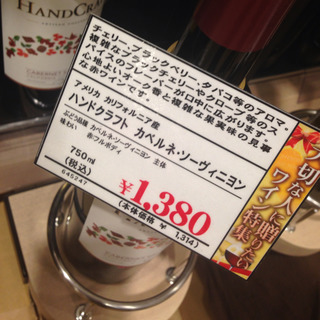 HANDCRA
CABERNET
チェリー、ブラックベリー、タバコ等のアロマ。
複雑なブラックチェリーやクローブ等のス
パイスのフレーバーが口中に広がります。
心地よいオーク香と複雑な果実味の見事
な赤ワインです。
アメリカ カリフォルニア産
ハンドクラフト カベルネ・ソーヴィニヨン
ぶどう品種 カベルネ・ソーヴィニヨン 主体
味わい 赤フルボディ
750ml
(税込)
645247
¥1,380
(本体価格 ¥ 1,314)
大切な人に贈りたい
ワイン特集